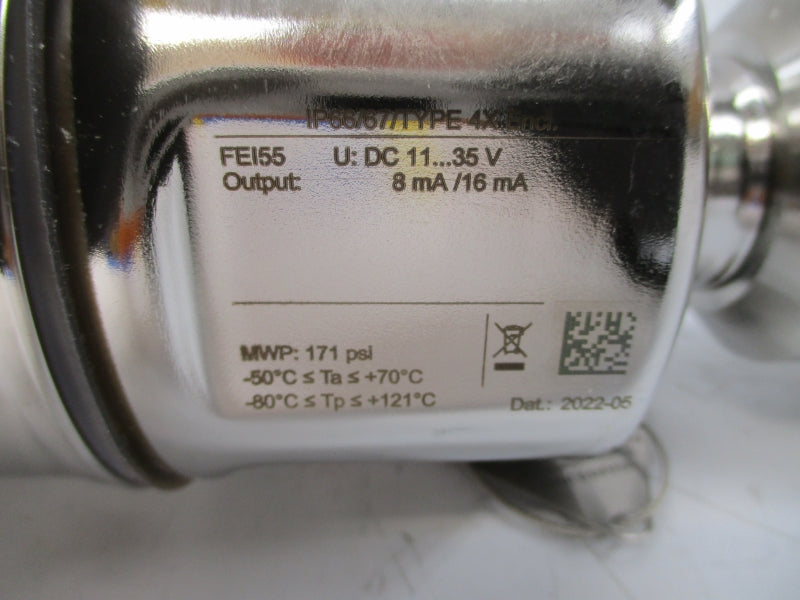 IP66/67/TYPE 4X Encl.
FEI55 U: DC 11...35 V
Output: 8 mA /16 mA
MWP: 171 psi
-50°C ≤ Ta ≤ +70°C
-80°C ≤ Tp ≤ +121°C
Dat.: 2022-05